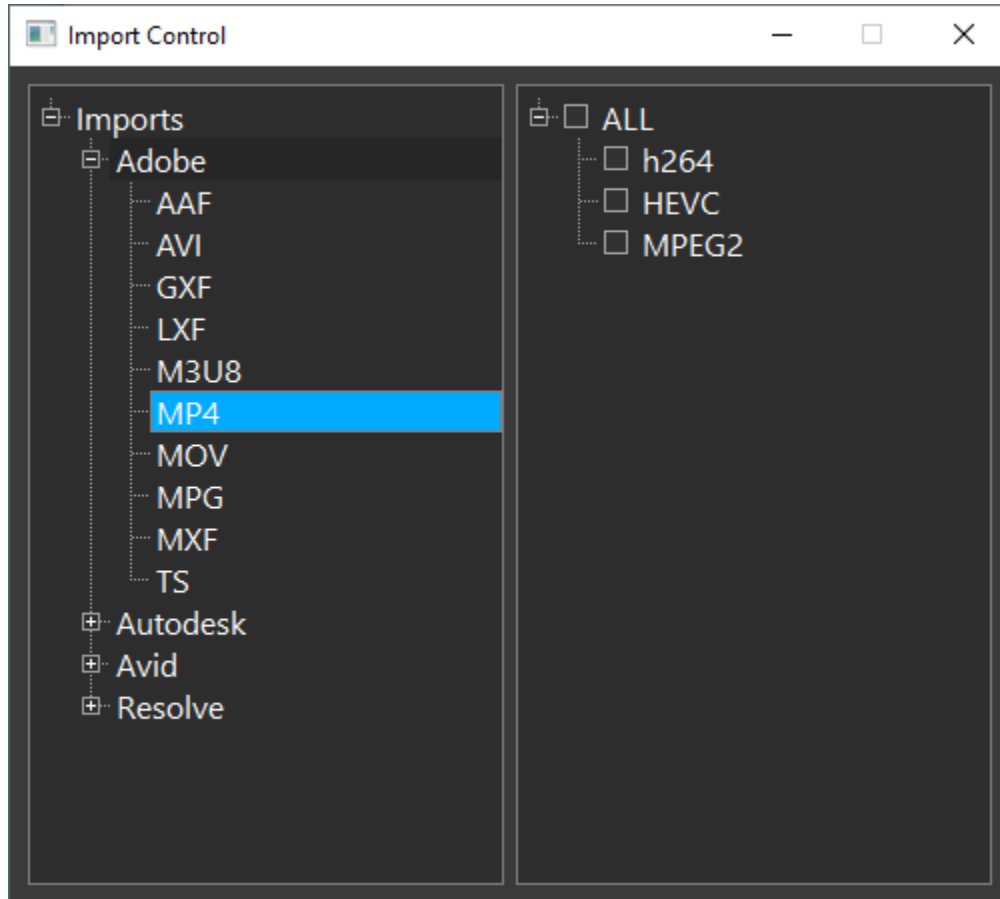 Import Control
Imports
Adobe
AAF
AVI
GXF
LXF
M3U8
MP4
MOV
MPG
MXF
TS
Autodesk
Avid
Resolve
ALL
h264
HEVC
MPEG2